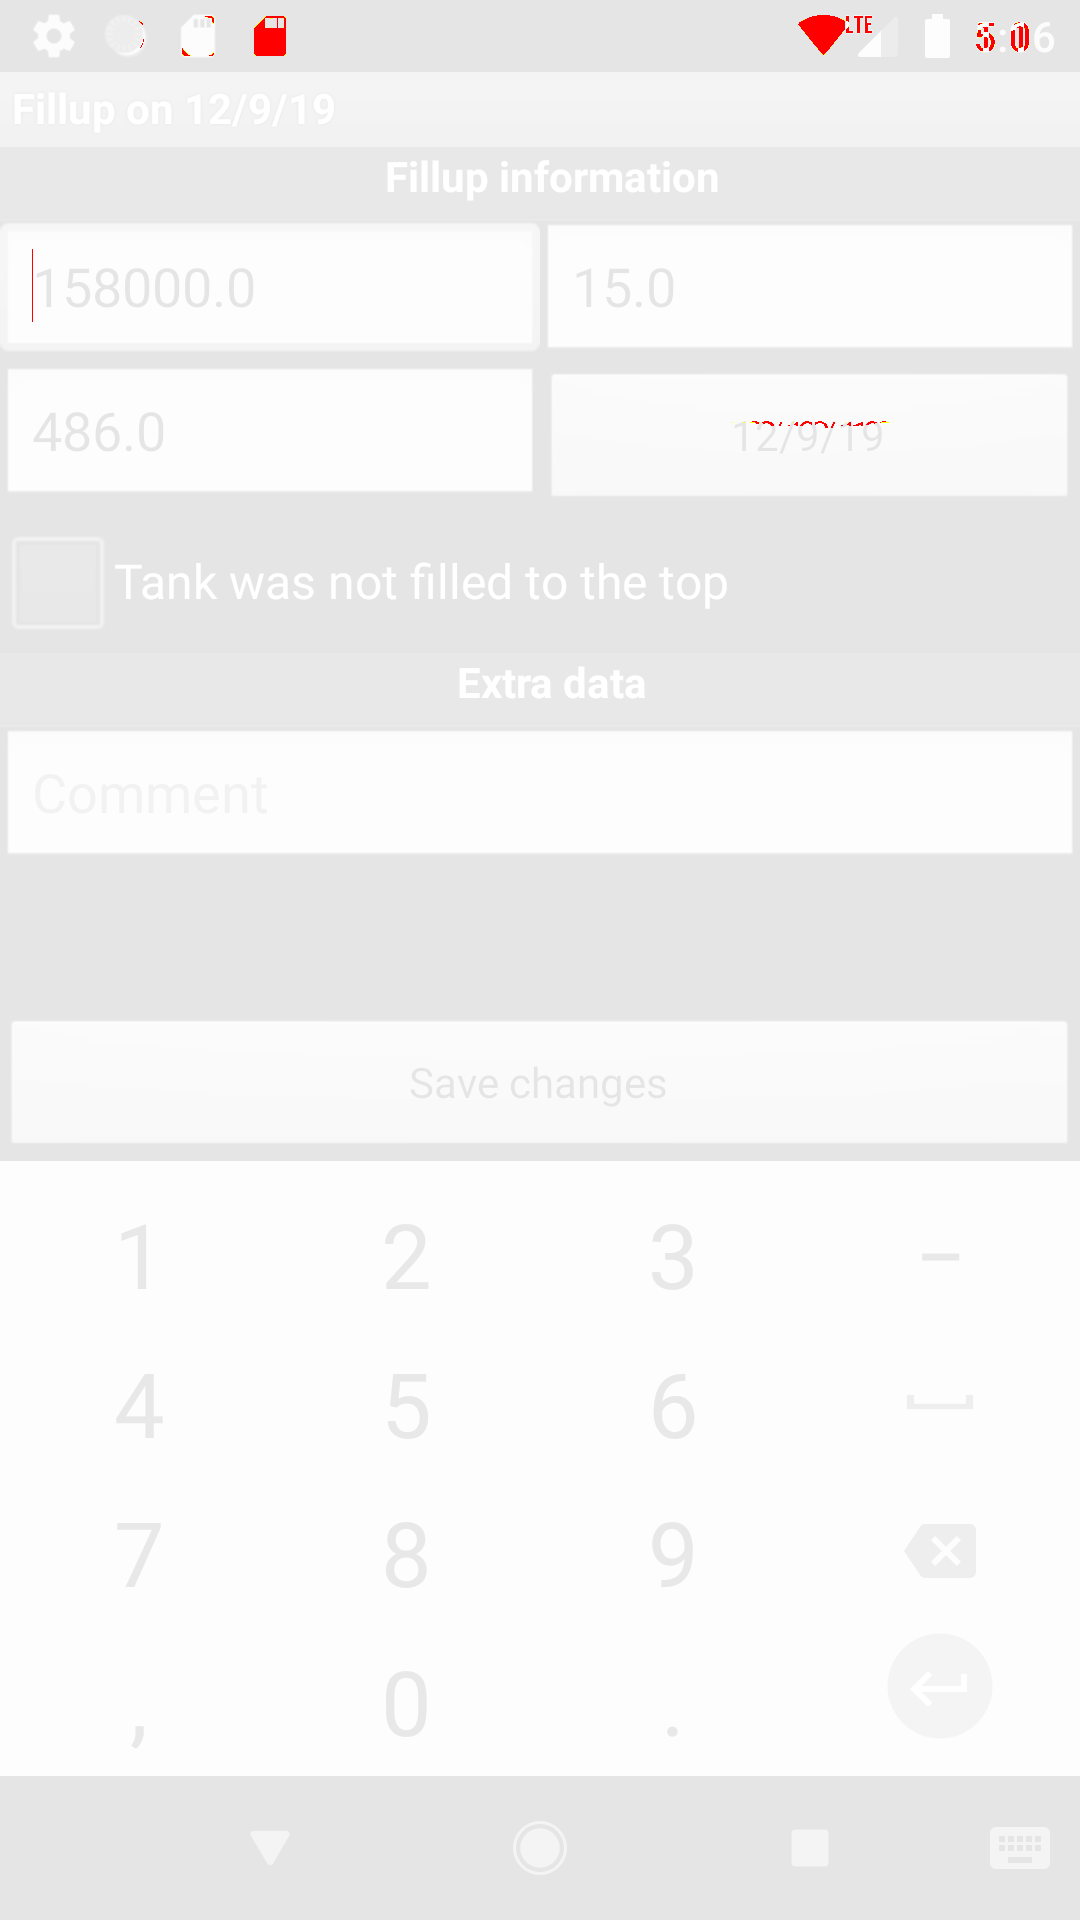 LTE
Fillup on 12/9/19
Fillup information
158000.0 15.0
486.0 12/9/19
Tank was not filled to the top
Extra data
Comment
Save changes
1 2 3 –
4 5 6
7 8 9
, 0 .